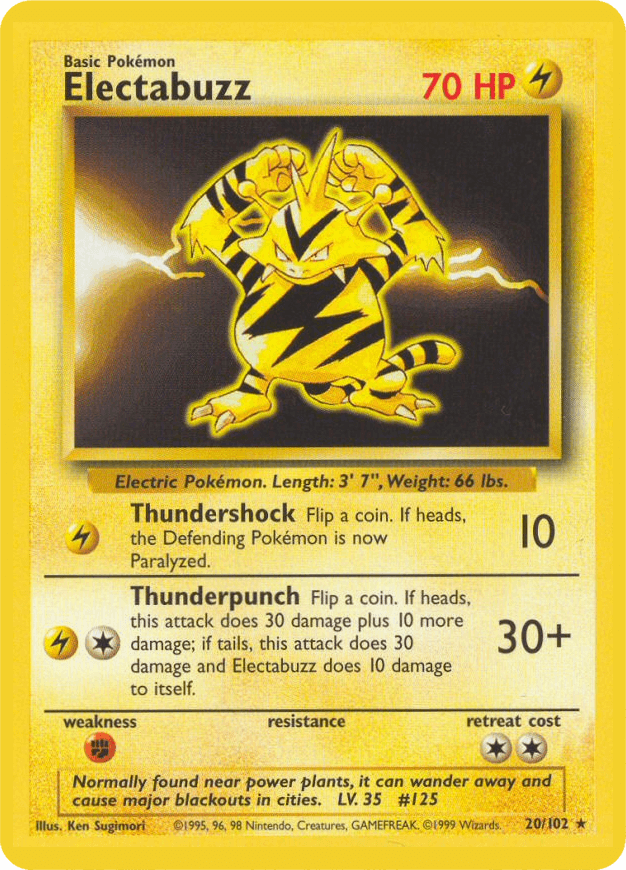 Basic Pokémon
Electabuzz
70 HP
Electric Pokémon. Length: 3' 7", Weight: 66 lbs.
Thundershock Flip a coin. If heads,
the Defending Pokémon is now
Paralyzed.
10
Thunderpunch Flip a coin. If heads,
this attack does 30 damage plus 10 more
damage; if tails, this attack does 30
damage and Electabuzz does 10 damage
to itself.
30+
weakness
resistance
retreat cost
Normally found near power plants, it can wander away and
cause major blackouts in cities. LV. 35 #125
Illus. Ken Sugimori ©1995, 96, 98 Nintendo, Creatures, GAMEFREAK. ©1999 Wizards. 20/102 ★